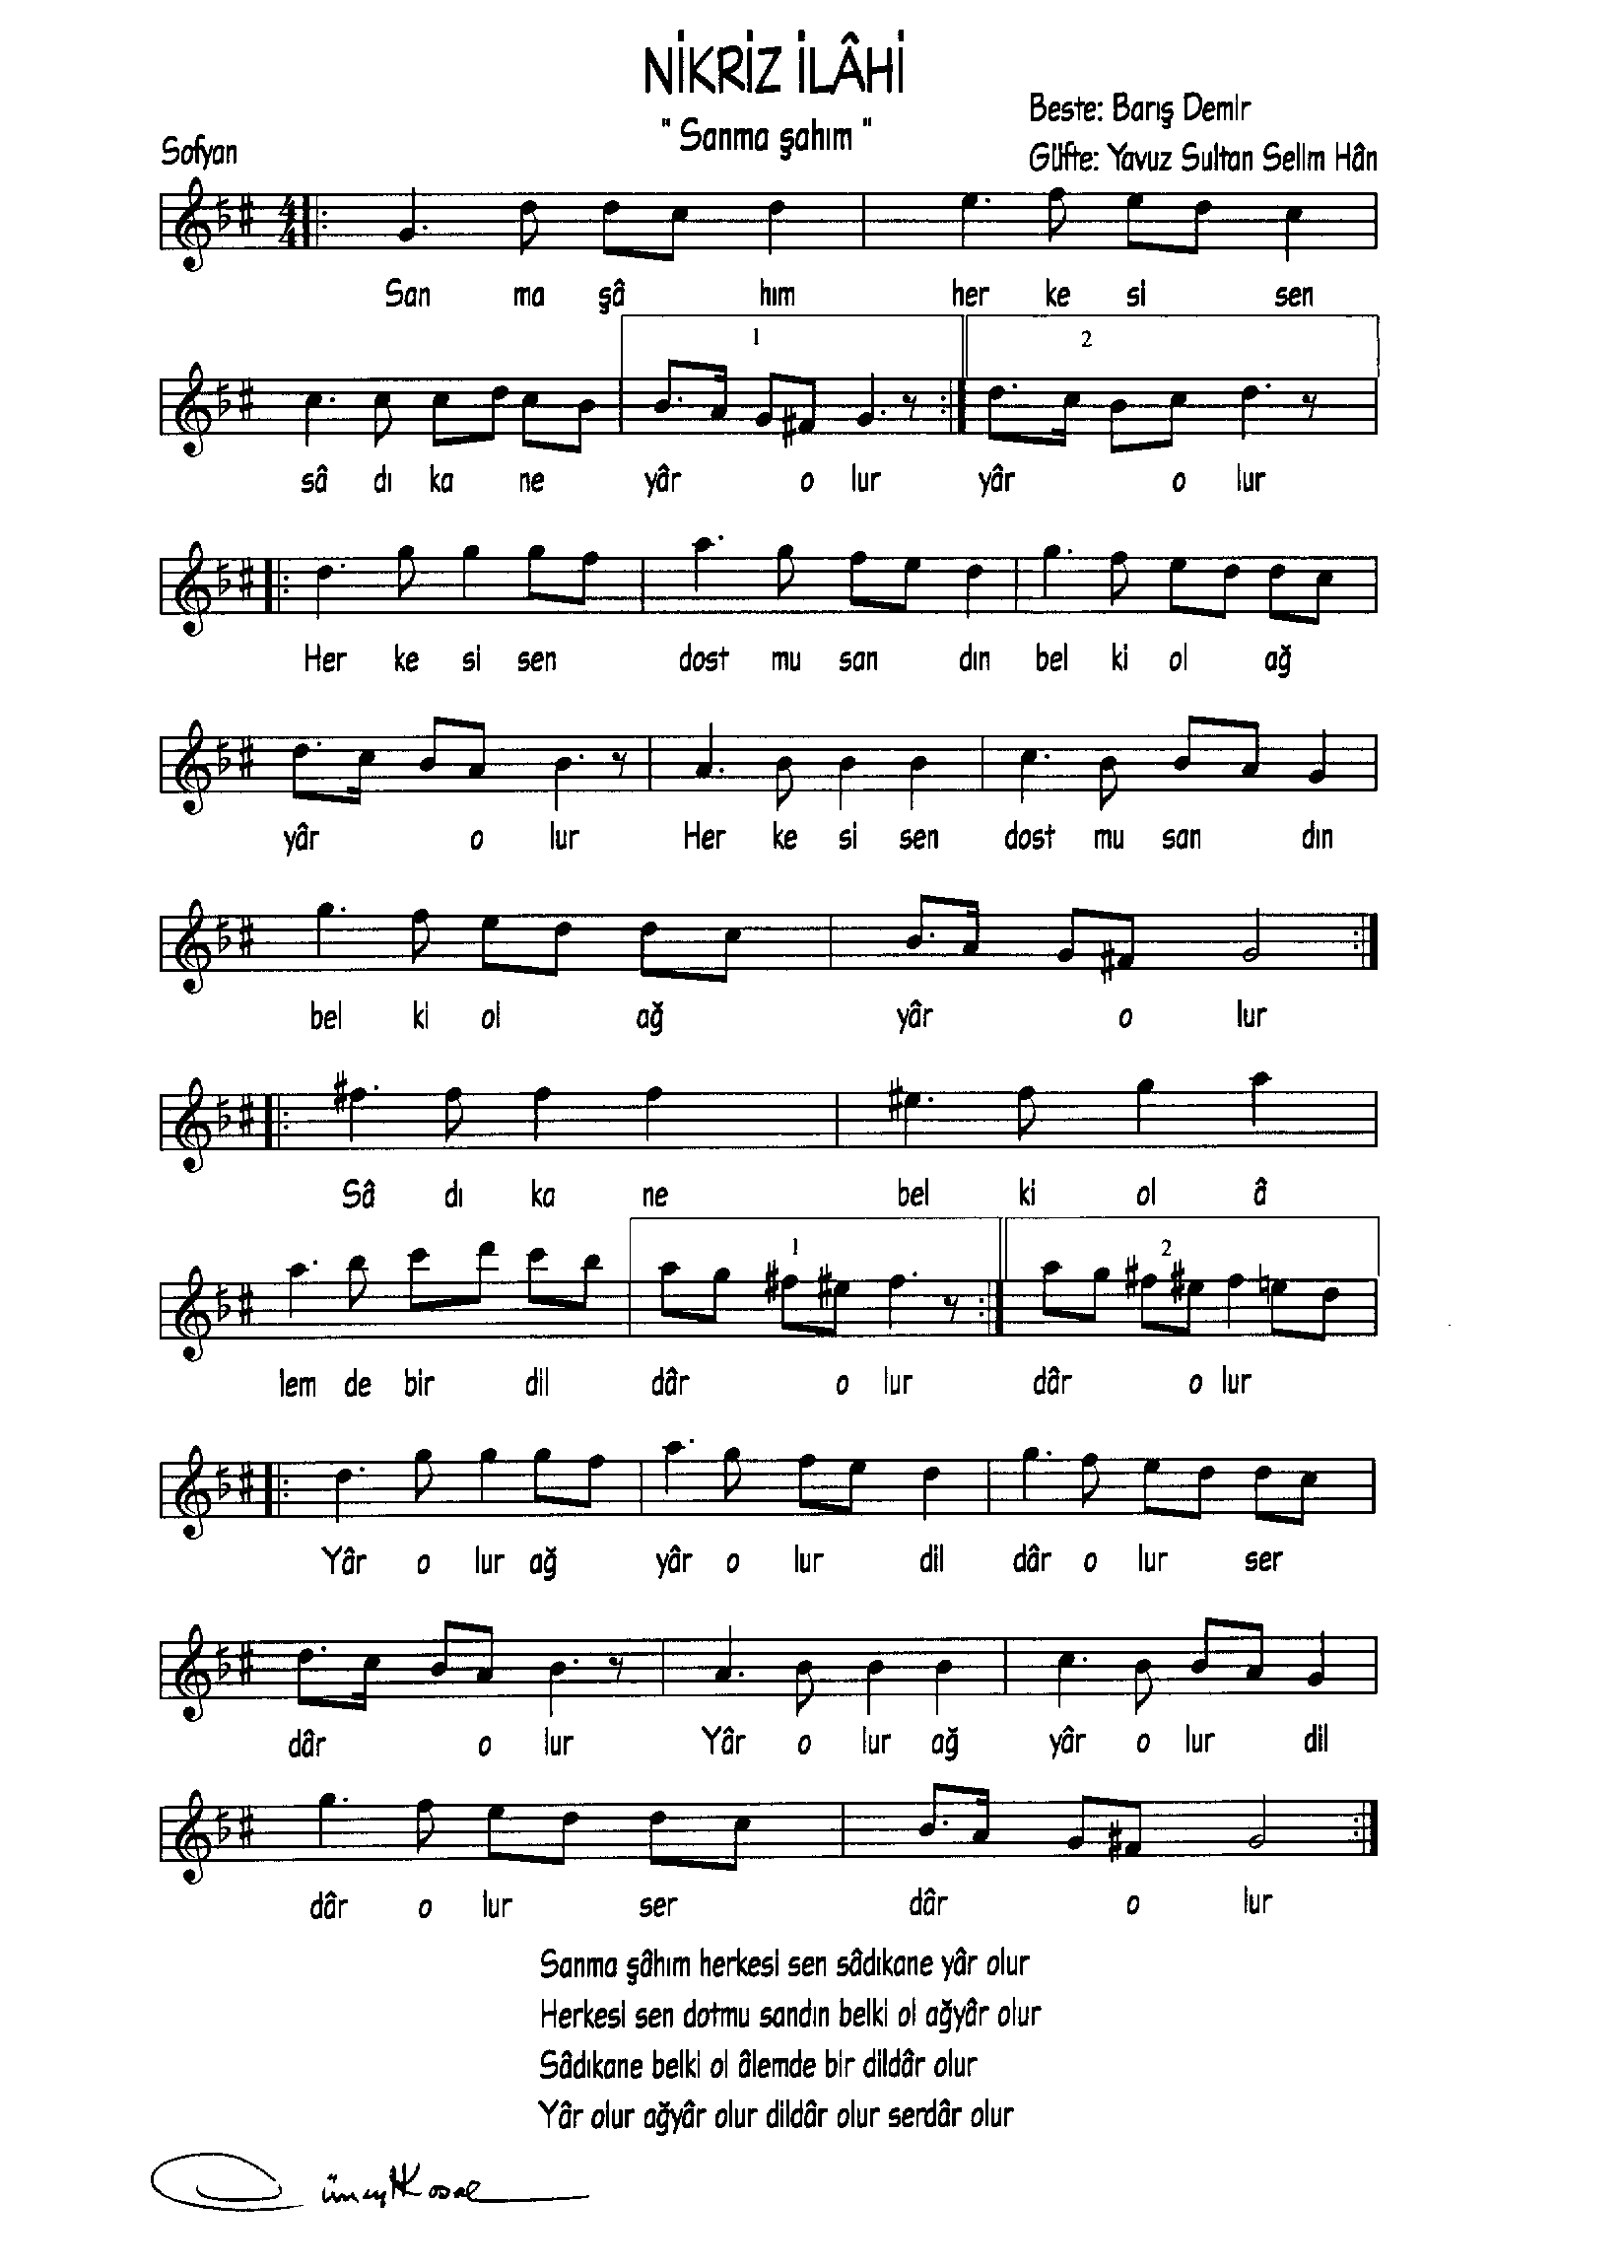 NİKRİZ İLÂHİ
" Sanma şahım "
Beste: Barış Demir
Sofyan
Güfte: Yavuz Sultan Selim Hân
4
4
San ma şâ hım her ke si sen
1 2
sâ dı ka ne yâr o lur yâr o lur
Her ke si sen dost mu san dın bel ki ol ağ
yâr o lur Her ke si sen dost mu san dın
bel ki ol ağ yâr o lur
Sâ dı ka ne bel ki ol â
1 2
lem de bir dil dâr o lur dâr o lur
Yâr o lur ağ yâr o lur dil dâr o lur ser
dâr o lur Yâr o lur ağ yâr o lur dil
dâr o lur ser dâr o lur
Sanma şâhım herkesi sen sâdıkane yâr olur
Herkesi sen dotmu sandın belki ol ağyâr olur
Sâdıkane belki ol âlemde bir dildâr olur
Yâr olur ağyâr olur dildâr olur serdâr olur